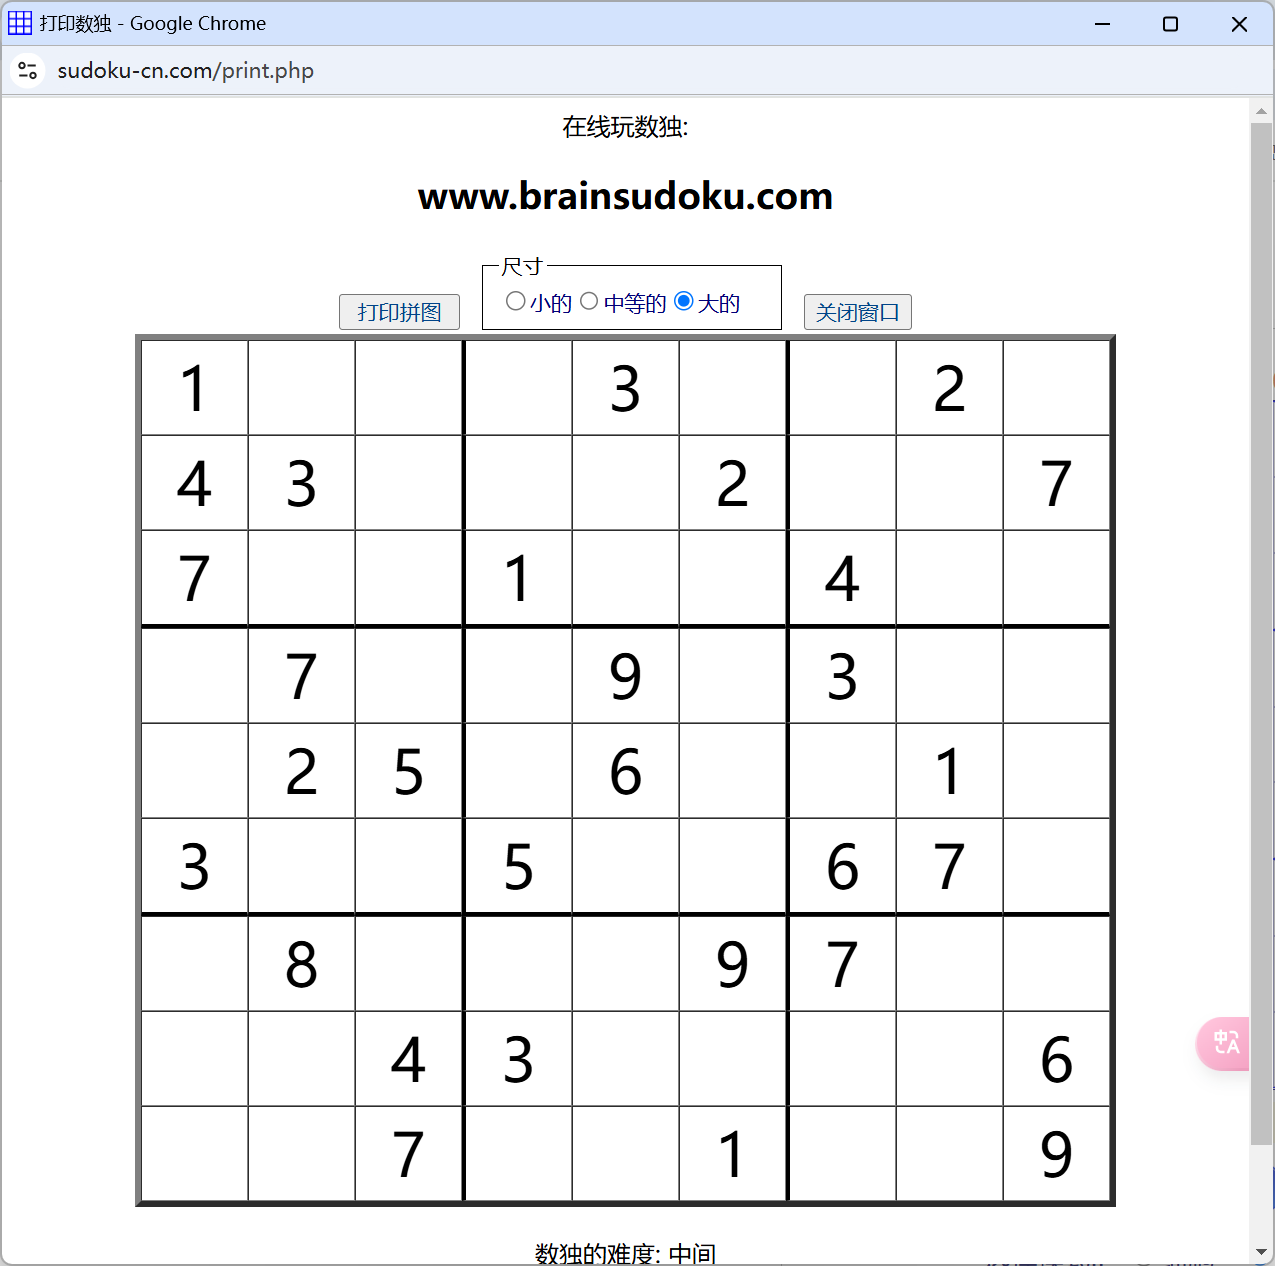 打印数独 - Google Chrome
sudoku-cn.com/print.php
在线玩数独:
www.brainsudoku.com
尺寸
打印拼图 小的 中等的 大的 关闭窗口
1 3 2
4 3 2 7
7 1 4
7 9 3
2 5 6 1
3 5 6 7
8 9 7
4 3 6
7 1 9
数独的难度: 中间